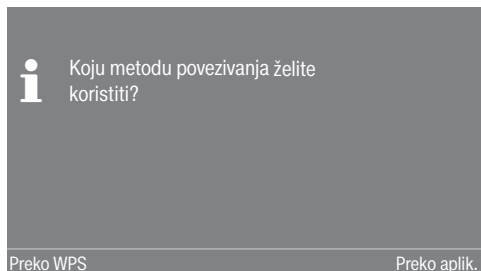 Koju metodu povezivanja želite
koristiti?
Preko WPS
Preko aplik.